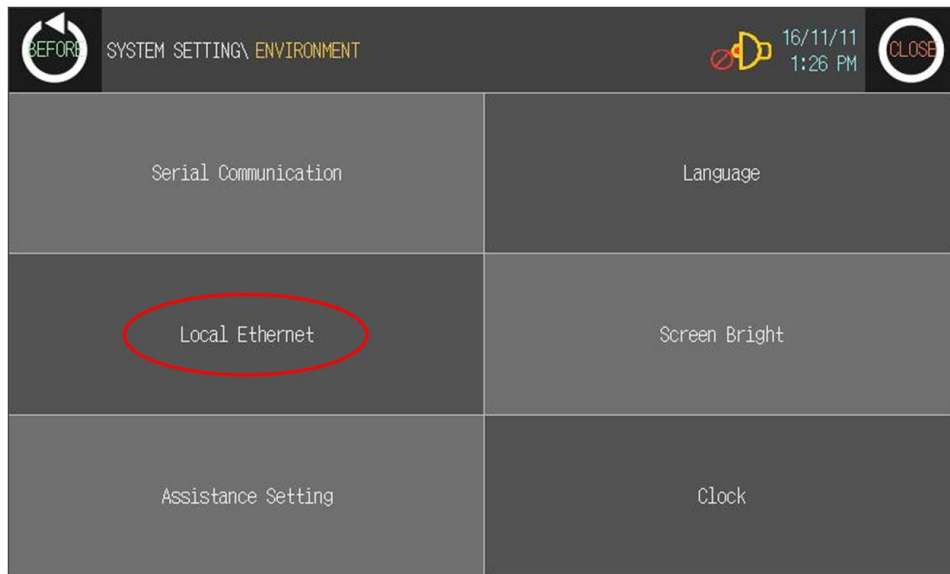 BEFORE
SYSTEM SETTING\ ENVIRONMENT
16/11/11
1:26 PM
CLOSE
Serial Communication
Language
Local Ethernet
Screen Bright
Assistance Setting
Clock